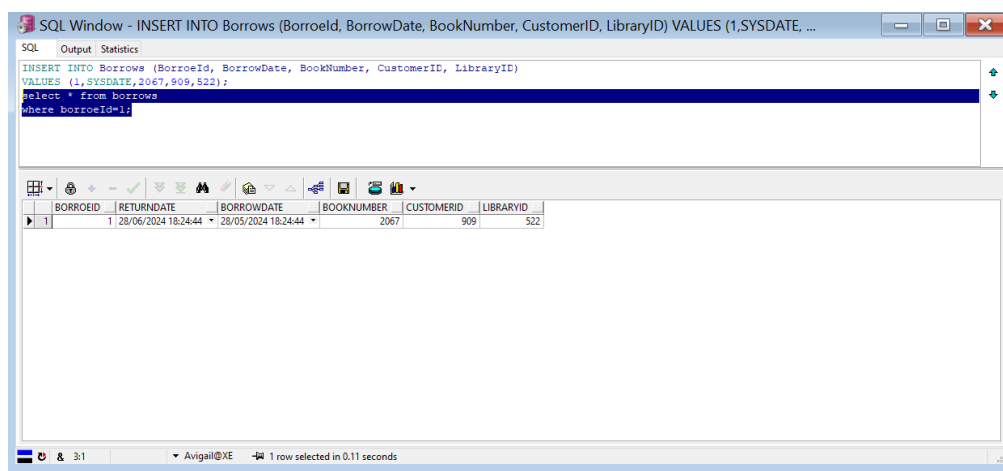 SQL Window - INSERT INTO Borrows (BorroeId, BorrowDate, BookNumber, CustomerID, LibraryID) VALUES (1,SYSDATE, ...
SQL Output Statistics
INSERT INTO Borrows (BorroeId, BorrowDate, BookNumber, CustomerID, LibraryID)
VALUES (1,SYSDATE,2067,909,522);
select * from borrows
where borroeId=1;
BORROEID RETURNDATE BORROWDATE BOOKNUMBER CUSTOMERID LIBRARYID
1 1 28/06/2024 18:24:44 28/05/2024 18:24:44 2067 909 522
& 3:1 Avigail@XE 1 row selected in 0.11 seconds